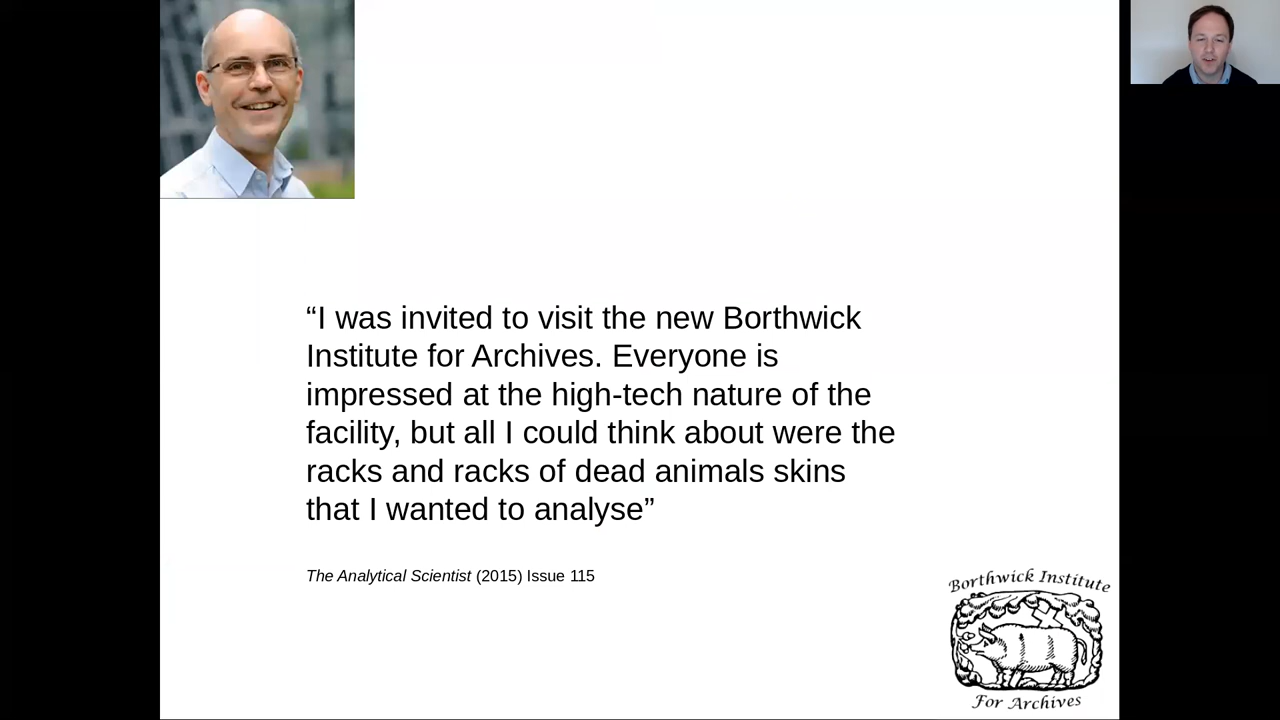 “I was invited to visit the new Borthwick
Institute for Archives. Everyone is
impressed at the high-tech nature of the
facility, but all I could think about were the
racks and racks of dead animals skins
that I wanted to analyse”
The Analytical Scientist (2015) Issue 115
Borthwick Institute
For Archives